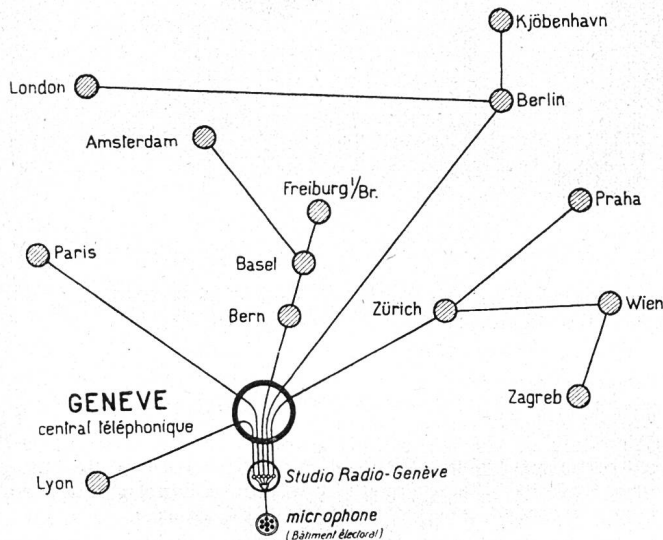 Kjöbenhavn
London
Berlin
Amsterdam
Freiburg i/Br.
Praha
Paris
Basel
Bern
Zürich
Wien
GENEVE
central téléphonique
Zagreb
Lyon
Studio Radio-Genève
microphone
(Bâtiment électoral)